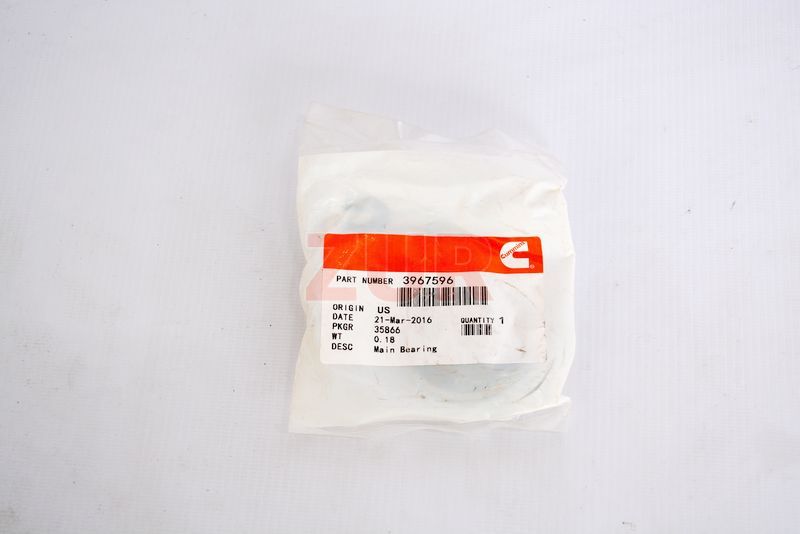 ZUR
Cummins
PART NUMBER 3967596
ORIGIN US
DATE 21-Mar-2016
QUANTITY 1
PKGR 35866
WT 0.18
DESC Main Bearing